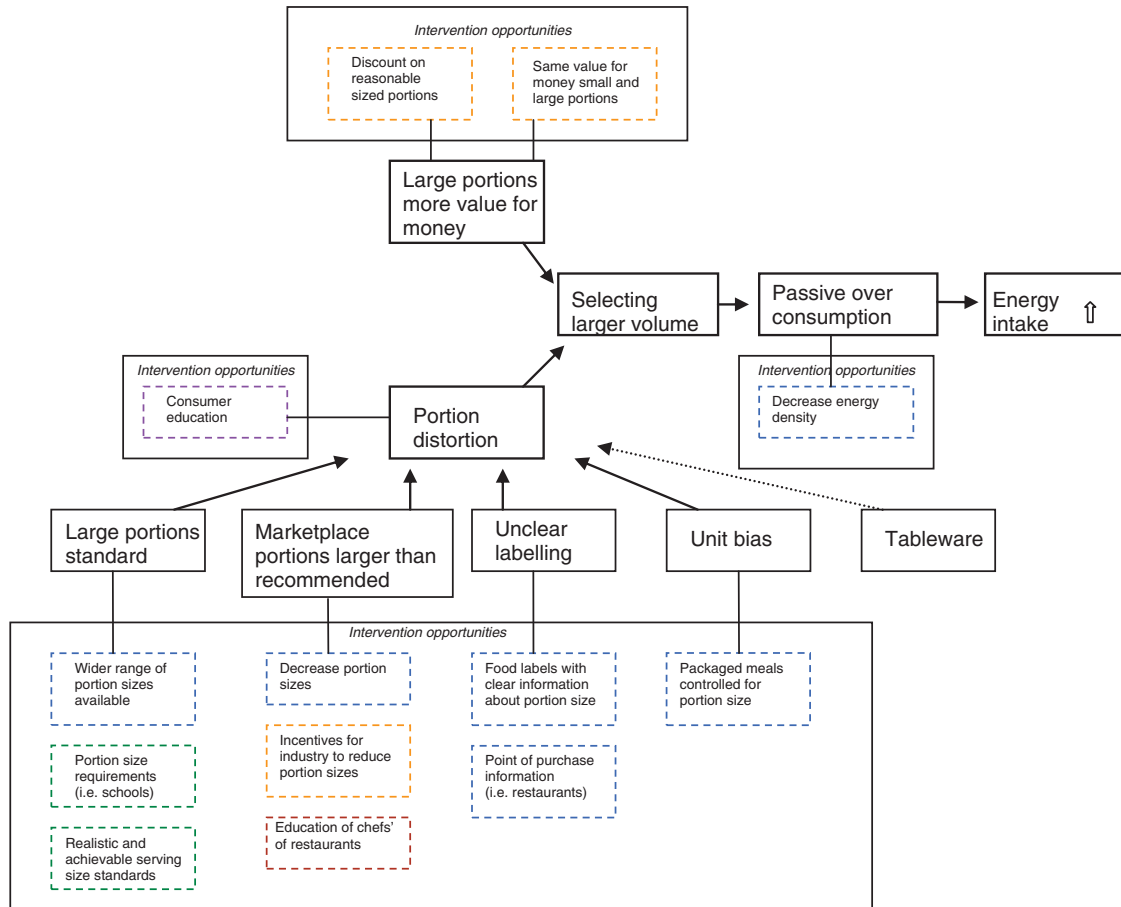 Intervention opportunities
Discount on
reasonable
sized portions
Same value for
money small and
large portions
Large portions
more value for
money
Selecting
larger volume
Passive over
consumption
Energy
intake ⇧
Intervention opportunities
Consumer
education
Portion
distortion
Intervention opportunities
Decrease energy
density
Large portions
standard
Marketplace
portions larger than
recommended
Unclear
labelling
Unit bias
Tableware
Intervention opportunities
Wider range of
portion sizes
available
Decrease portion
sizes
Food labels with
clear information
about portion size
Packaged meals
controlled for
portion size
Portion size
requirements
(i.e. schools)
Incentives for
industry to reduce
portion sizes
Point of purchase
information
(i.e. restaurants)
Realistic and
achievable serving
size standards
Education of chefs'
of restaurants